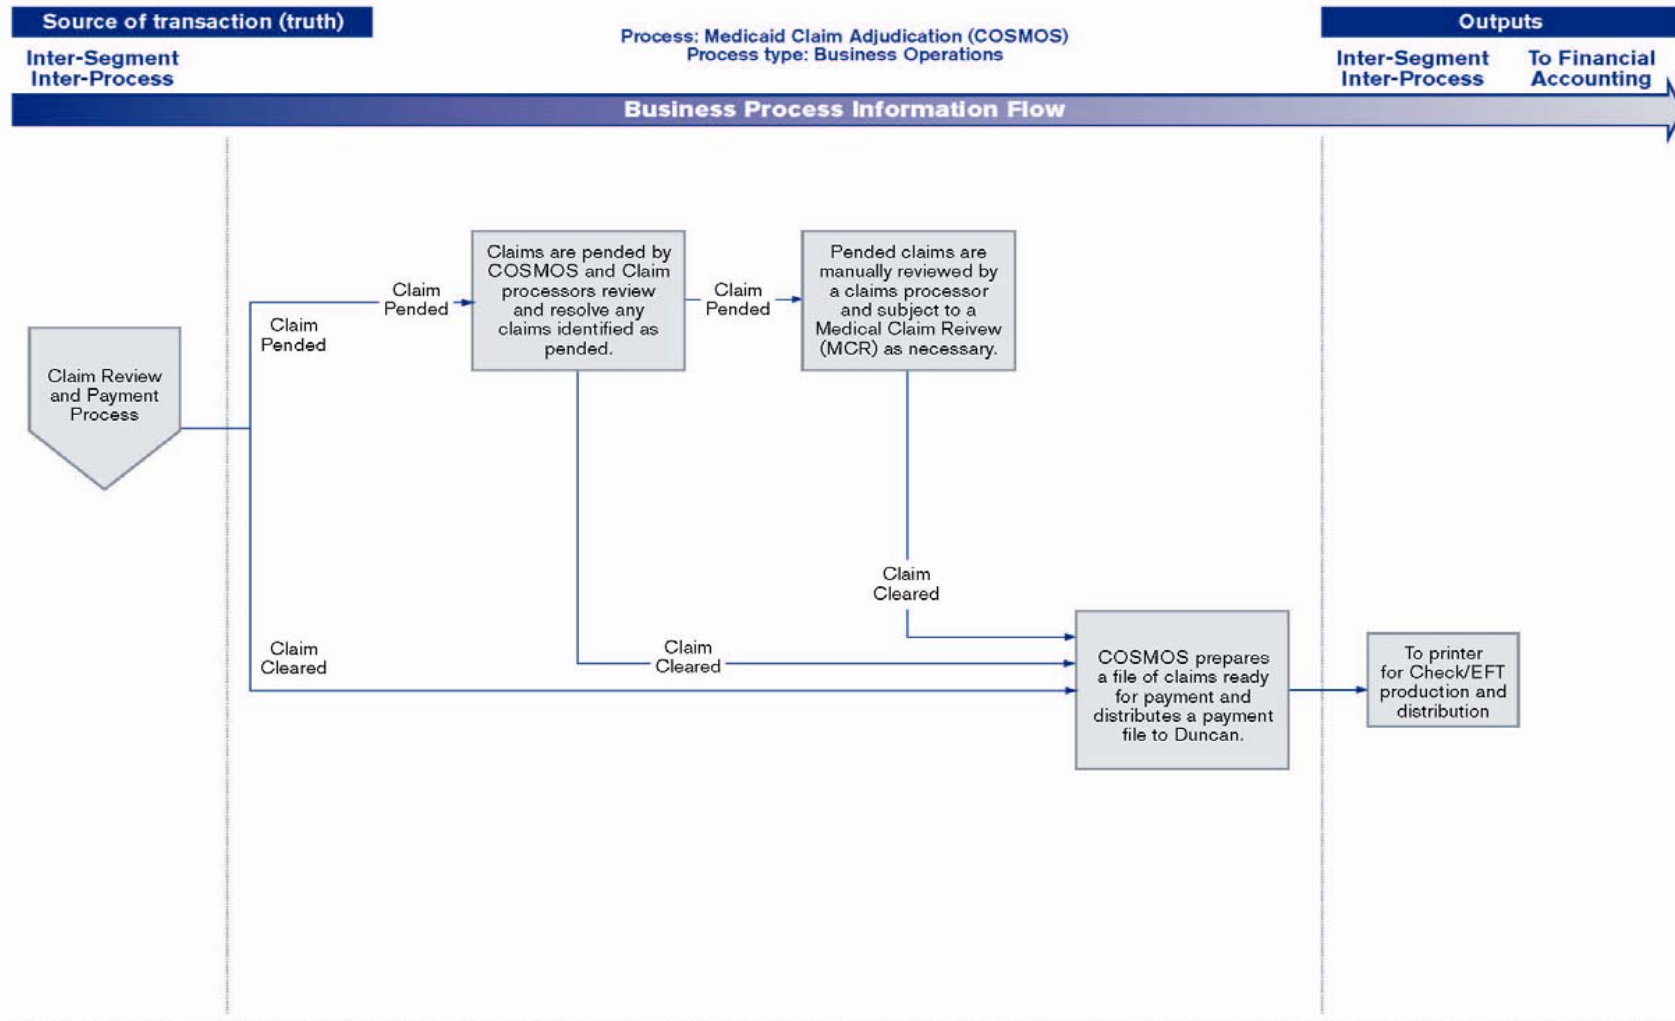 Source of transaction (truth)
Inter-Segment
Inter-Process
Process: Medicaid Claim Adjudication (COSMOS)
Process type: Business Operations
Outputs
Inter-Segment
Inter-Process
To Financial
Accounting
Business Process Information Flow
Claim Review
and Payment
Process
Claim
Pended
Claim
Pended
Claims are pended by
COSMOS and Claim
processors review
and resolve any
claims identified as
pended.
Claim
Pended
Pended claims are
manually reviewed by
a claims processor
and subject to a
Medical Claim Reivew
(MCR) as necessary.
Claim
Cleared
Claim
Cleared
Claim
Cleared
COSMOS prepares
a file of claims ready
for payment and
distributes a payment
file to Duncan.
To printer
for Check/EFT
production and
distribution